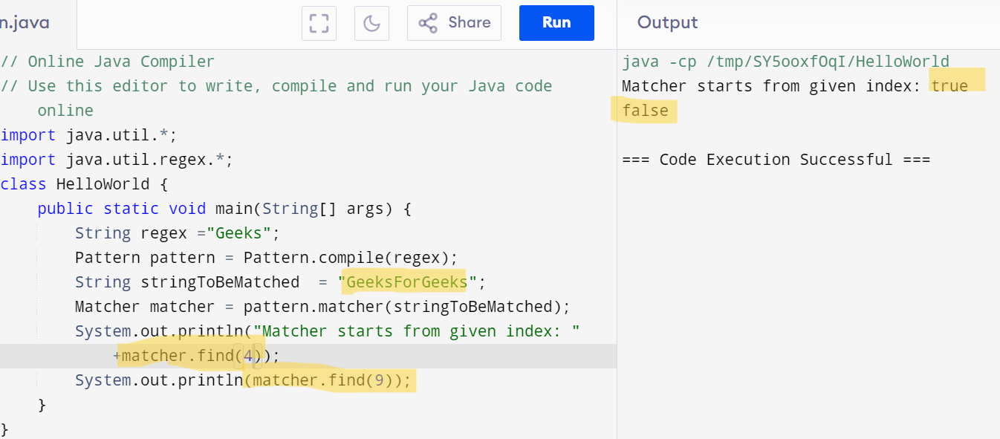 n.java
Share
Run
Output
// Online Java Compiler
// Use this editor to write, compile and run your Java code
online
import java.util.*;
import java.util.regex.*;
class HelloWorld {
public static void main(String[] args) {
String regex ="Geeks";
Pattern pattern = Pattern.compile(regex);
String stringToBeMatched  = "GeeksForGeeks";
Matcher matcher = pattern.matcher(stringToBeMatched);
System.out.println("Matcher starts from given index: "
+matcher.find(4));
System.out.println(matcher.find(9));
}
}
java -cp /tmp/SY5ooxfOqI/HelloWorld
Matcher starts from given index: true
false
=== Code Execution Successful ===